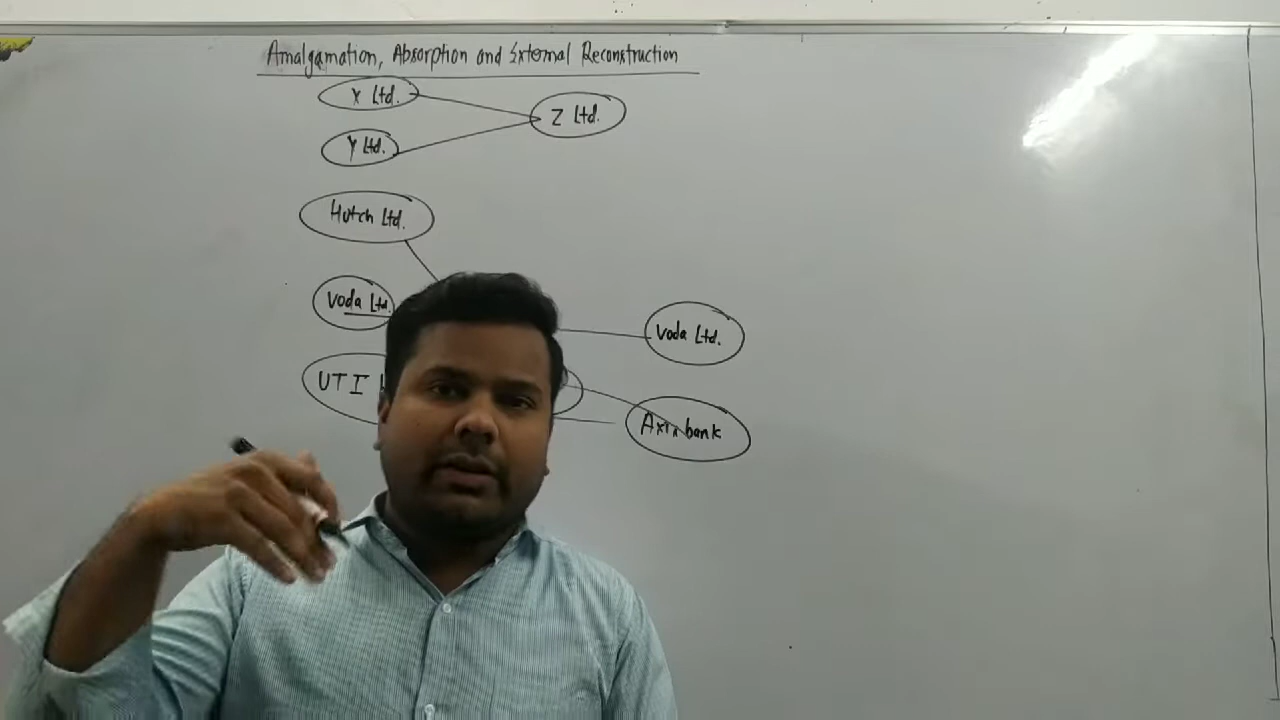 Amalgamation, Absorption and External Reconstruction
X Ltd.
Z Ltd.
Y Ltd.
Hutch Ltd.
Voda Ltd.
Voda Ltd.
UTI
Axis bank